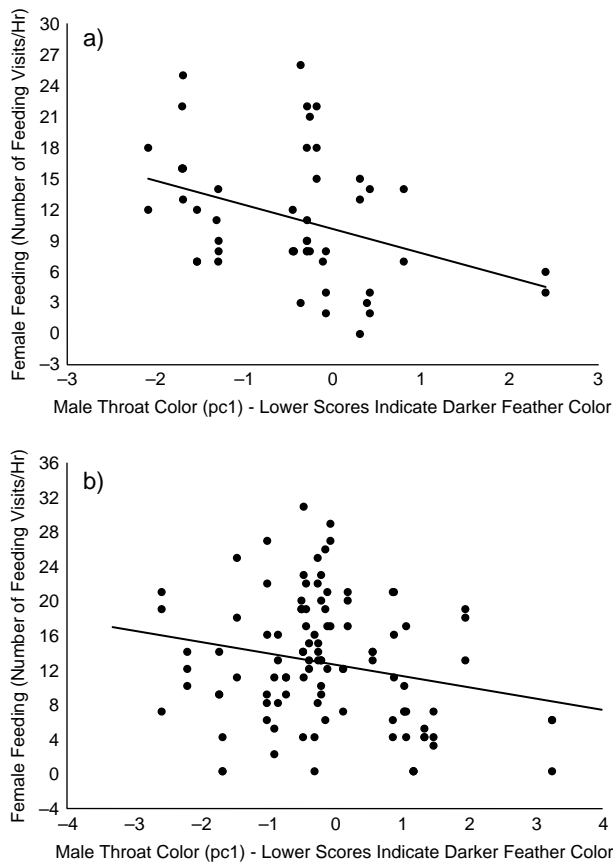 a)
Female Feeding (Number of Feeding Visits/Hr)
30
27
24
21
18
15
12
9
6
3
0
–3
–3 –2 –1 0 1 2 3
Male Throat Color (pc1) - Lower Scores Indicate Darker Feather Color
b)
Female Feeding (Number of Feeding Visits/Hr)
36
32
28
24
20
16
12
8
4
0
–4
–4 –3 –2 –1 0 1 2 3 4
Male Throat Color (pc1) - Lower Scores Indicate Darker Feather Color